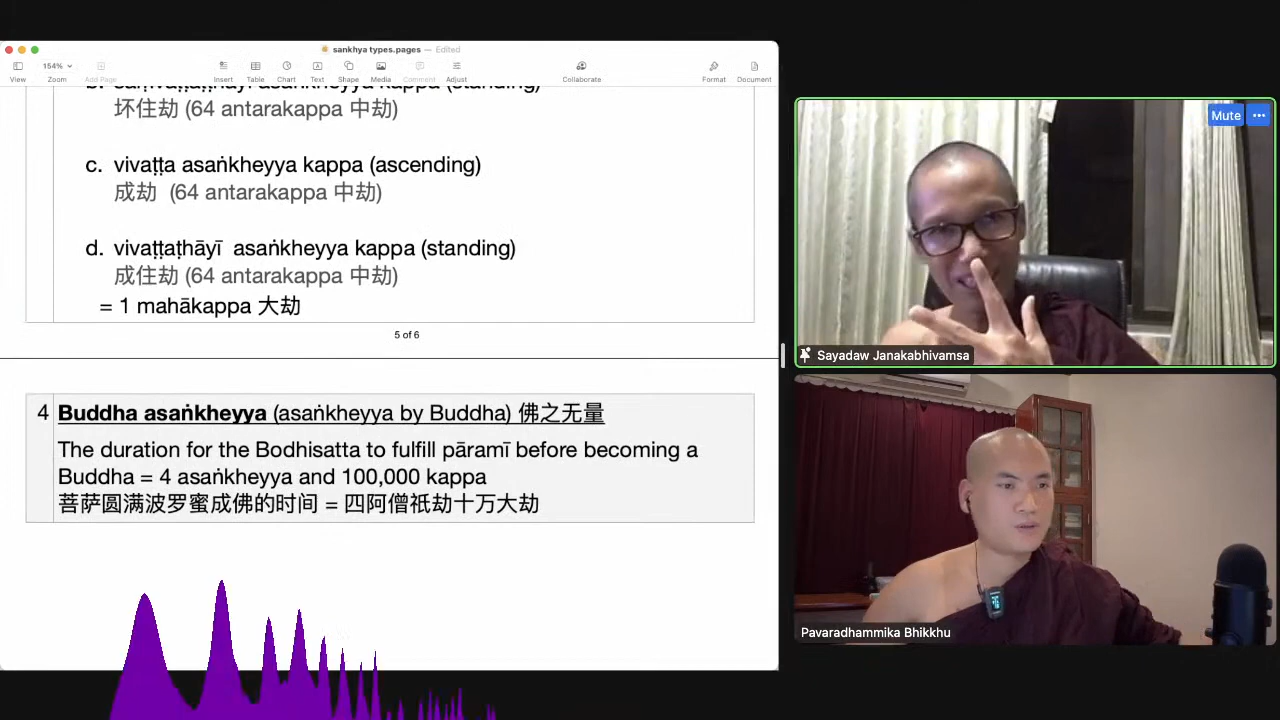 sankhya types.pages — Edited
154%
View
Zoom
Add Page
Insert
Table
Chart
Text
Shape
Media
Comment
Adjust
Collaborate
Format
Document
坏住劫 (64 antarakappa 中劫)
c. vivaṭṭa asaṅkheyya kappa (ascending)
成劫 (64 antarakappa 中劫)
d. vivaṭṭaṭhāyī asaṅkheyya kappa (standing)
成住劫 (64 antarakappa 中劫)
= 1 mahākappa 大劫
5 of 6
4 Buddha asaṅkheyya (asaṅkheyya by Buddha) 佛之无量
The duration for the Bodhisatta to fulfill pāramī before becoming a
Buddha = 4 asaṅkheyya and 100,000 kappa
菩萨圆满波罗蜜成佛的时间 = 四阿僧祇劫十万大劫
Mute
Sayadaw Janakabhivamsa
Pavaradhammika Bhikkhu